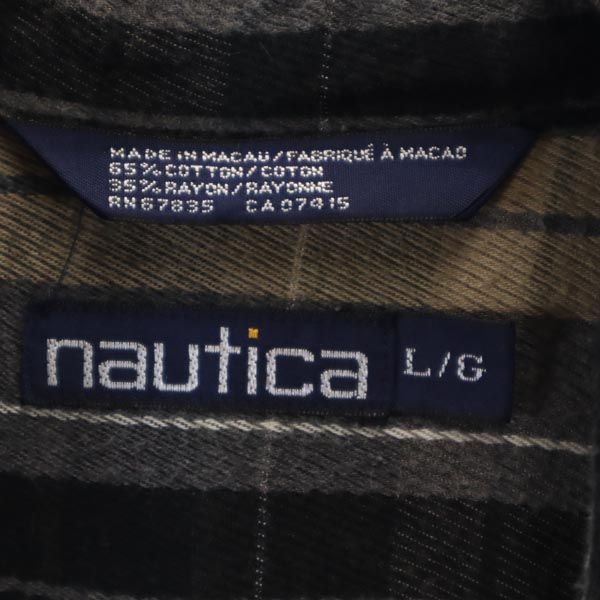 MADE IN MACAU/FABRIQUÉ À MACAO
65% COTTON/COTON
35% RAYON/RAYONNE
RN67835 CA07415
nautica L/G